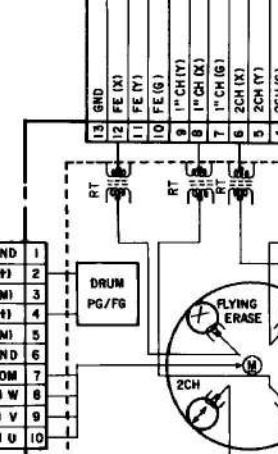 13 GND
12 FE (X)
11 FE (Y)
10 FE (G)
9 1" CH (Y)
8 1" CH (X)
7 1" CH (G)
6 2CH (X)
5 2CH (Y)
RT
RT
RT
ND 1
2
3
4
5
ND 6
OM 7
W 8
V 9
U 10
DRUM
PG/FG
FLYING
ERASE
M
2CH